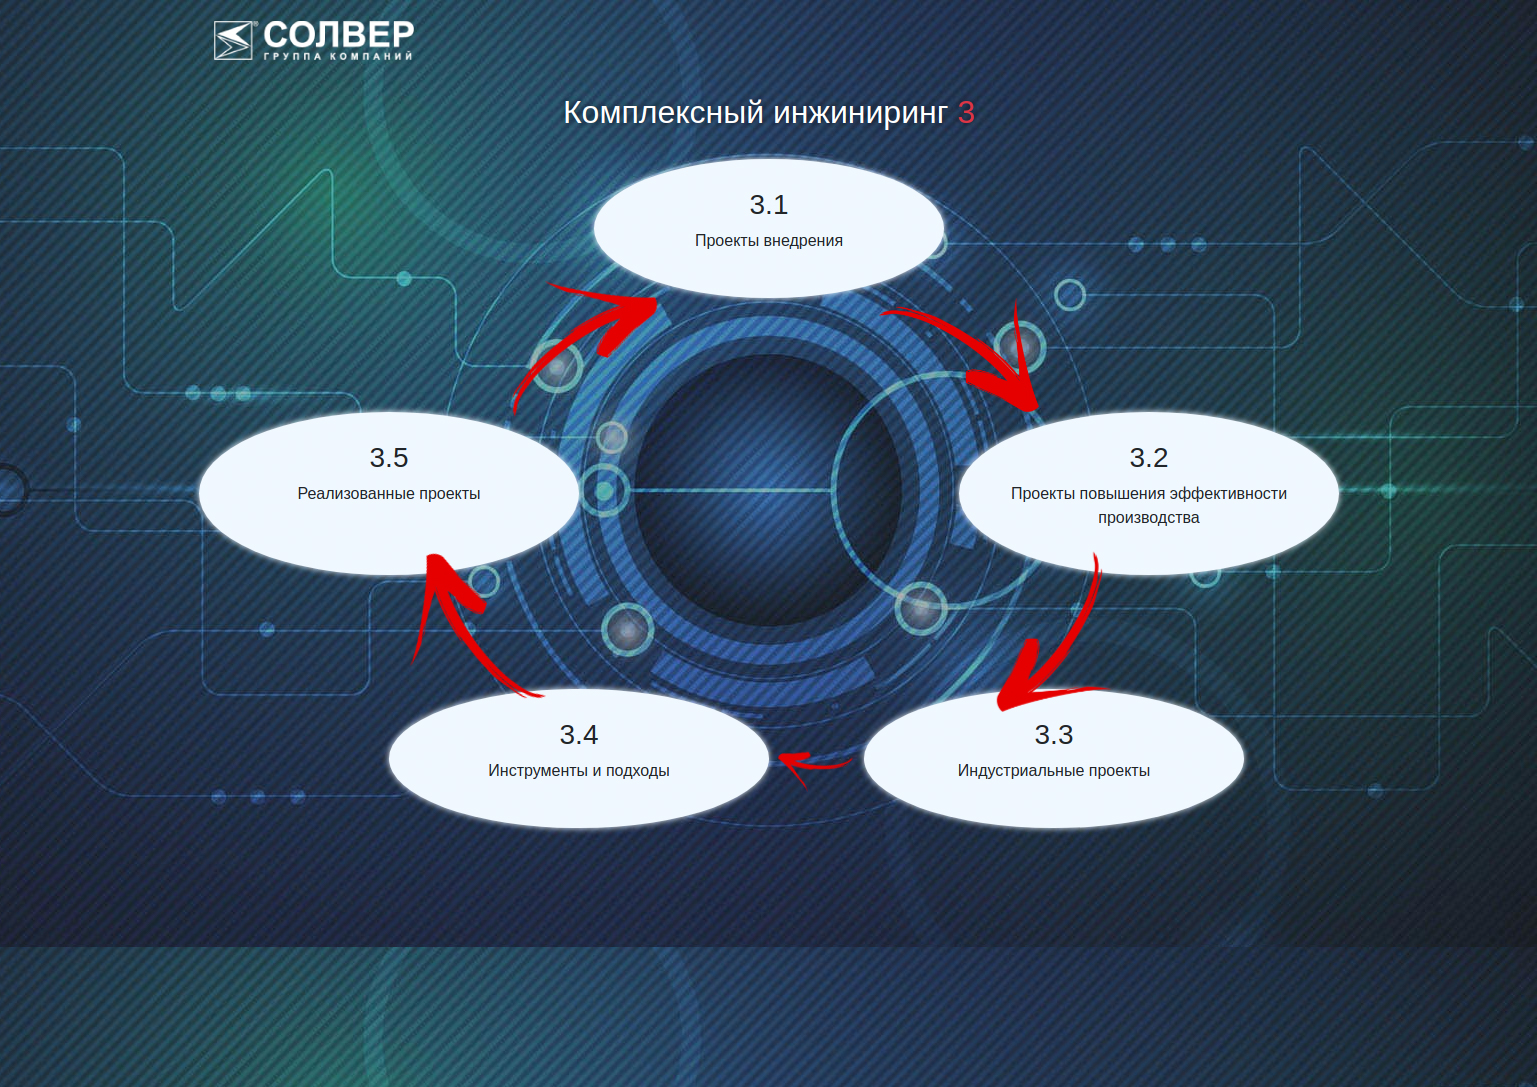 СОЛВЕР
ГРУППА КОМПАНИЙ
Комплексный инжиниринг 3
3.1
Проекты внедрения
3.5
Реализованные проекты
3.2
Проекты повышения эффективности
производства
3.4
Инструменты и подходы
3.3
Индустриальные проекты